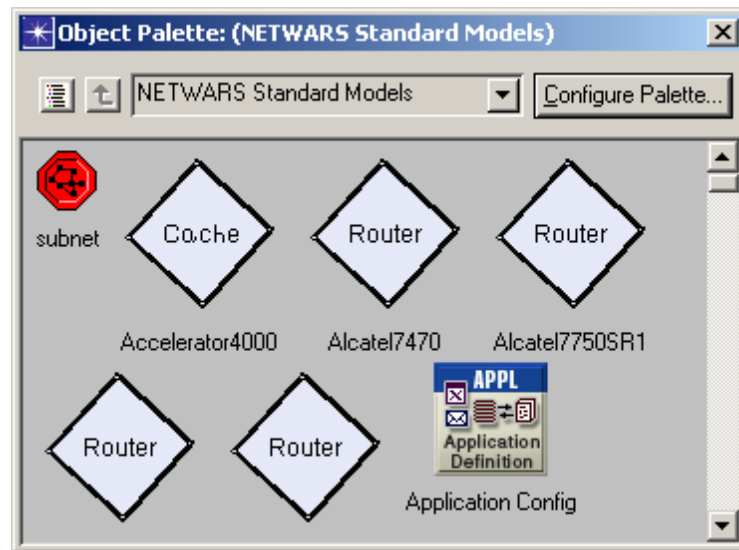 Object Palette: (NETWARS Standard Models)
NETWARS Standard Models
Configure Palette...
Cache
Router
Router
subnet
Accelerator4000
Alcatel7470
Alcatel7750SR1
Router
Router
APPL
Application
Definition
Application Config